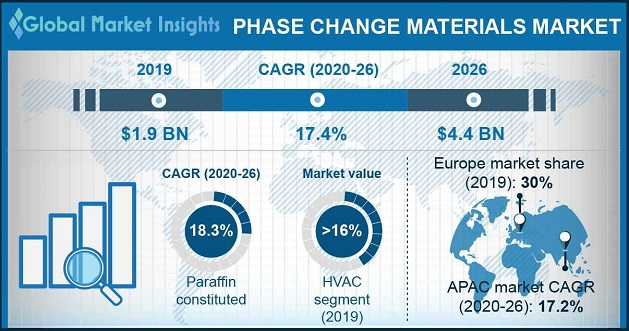 Global Market Insights
PHASE CHANGE MATERIALS MARKET
2019
CAGR (2020-26)
2026
$1.9 BN
17.4%
$4.4 BN
CAGR (2020-26)
18.3%
Paraffin
constituted
Market value
>16%
HVAC
segment
(2019)
Europe market share
(2019): 30%
APAC market CAGR
(2020-26): 17.2%